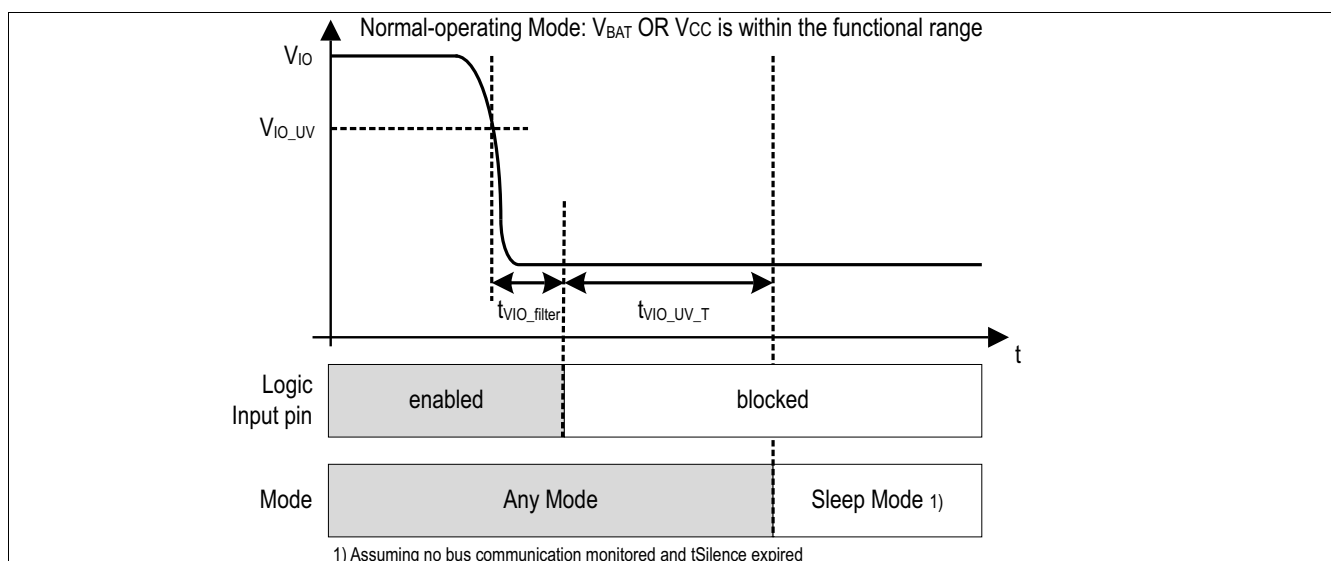 Normal-operating Mode: VBAT OR VCC is within the functional range
VIO
VIO_UV
tVIO_filter
tVIO_UV_T
t
Logic
Input pin
enabled
blocked
Mode
Any Mode
Sleep Mode 1)
1) Assuming no bus communication monitored and tSilence expired